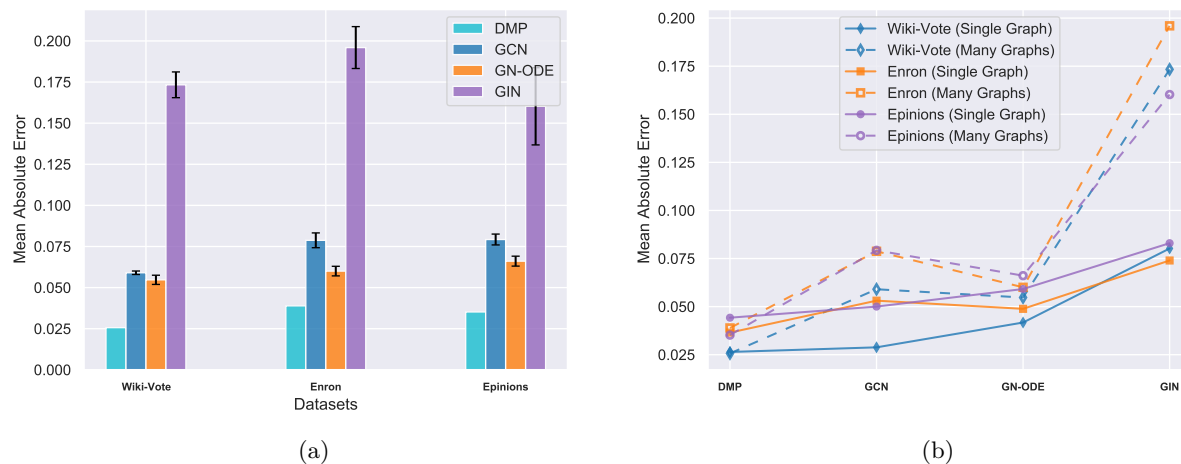 Mean Absolute Error
0.200
0.175
0.150
0.125
0.100
0.075
0.050
0.025
0.000
DMP
GCN
GN-ODE
GIN
Wiki-Vote
Enron
Epinions
Datasets
(a)
Mean Absolute Error
0.200
0.175
0.150
0.125
0.100
0.075
0.050
0.025
Wiki-Vote (Single Graph)
Wiki-Vote (Many Graphs)
Enron (Single Graph)
Enron (Many Graphs)
Epinions (Single Graph)
Epinions (Many Graphs)
DMP
GCN
GN-ODE
GIN
(b)